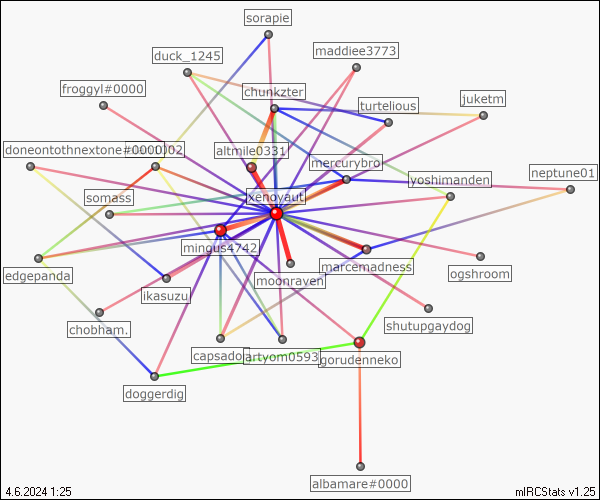 sorapie
duck_1245
maddiee3773
froggyl#0000
chunkzter
turtelious
juketm
doneontothnextone#0000
altmile0331
mercurybro
neptune01
somass
xenovaut
yoshimanden
mingus4742
edgepanda
ikasuzu
moonraven
marcemadness
ogshroom
chobham.
shutupgaydog
capsado
artyom0593
gorudenneko
doggerdig
albamare#0000
4.6.2024 1:25
mIRCStats v1.25